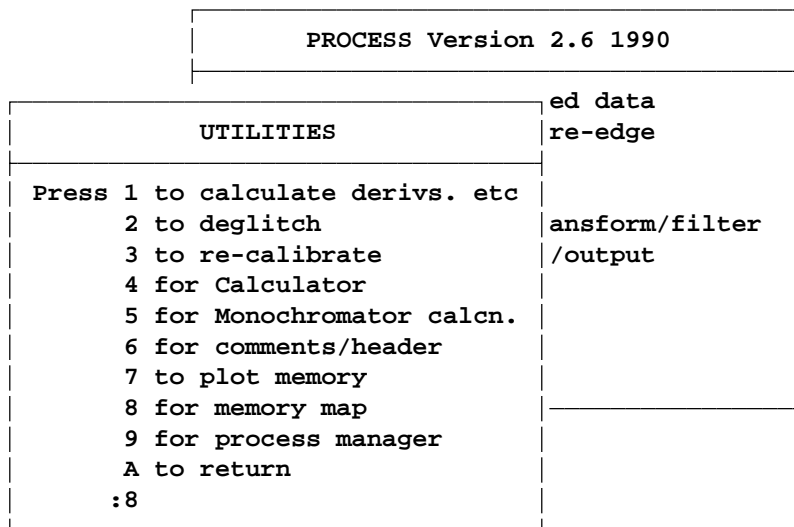 PROCESS Version 2.6 1990
ed data
UTILITIES
re-edge
Press 1 to calculate derivs. etc
2 to deglitch
ansform/filter
3 to re-calibrate
/output
4 for Calculator
5 for Monochromator calcn.
6 for comments/header
7 to plot memory
8 for memory map
9 for process manager
A to return
:8